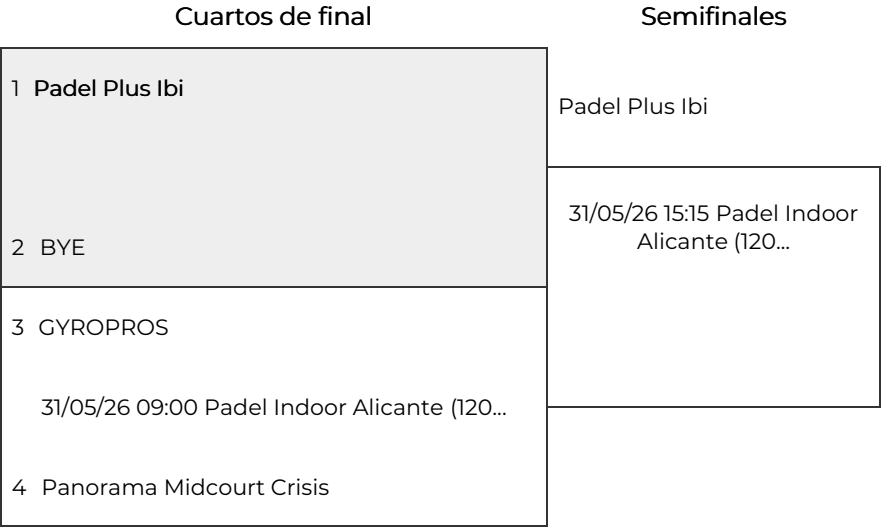 Cuartos de final
Semifinales
1 Padel Plus Ibi
Padel Plus Ibi
2 BYE
31/05/26 15:15 Padel Indoor
Alicante (120...
3 GYROPROS
31/05/26 09:00 Padel Indoor Alicante (120...
4 Panorama Midcourt Crisis